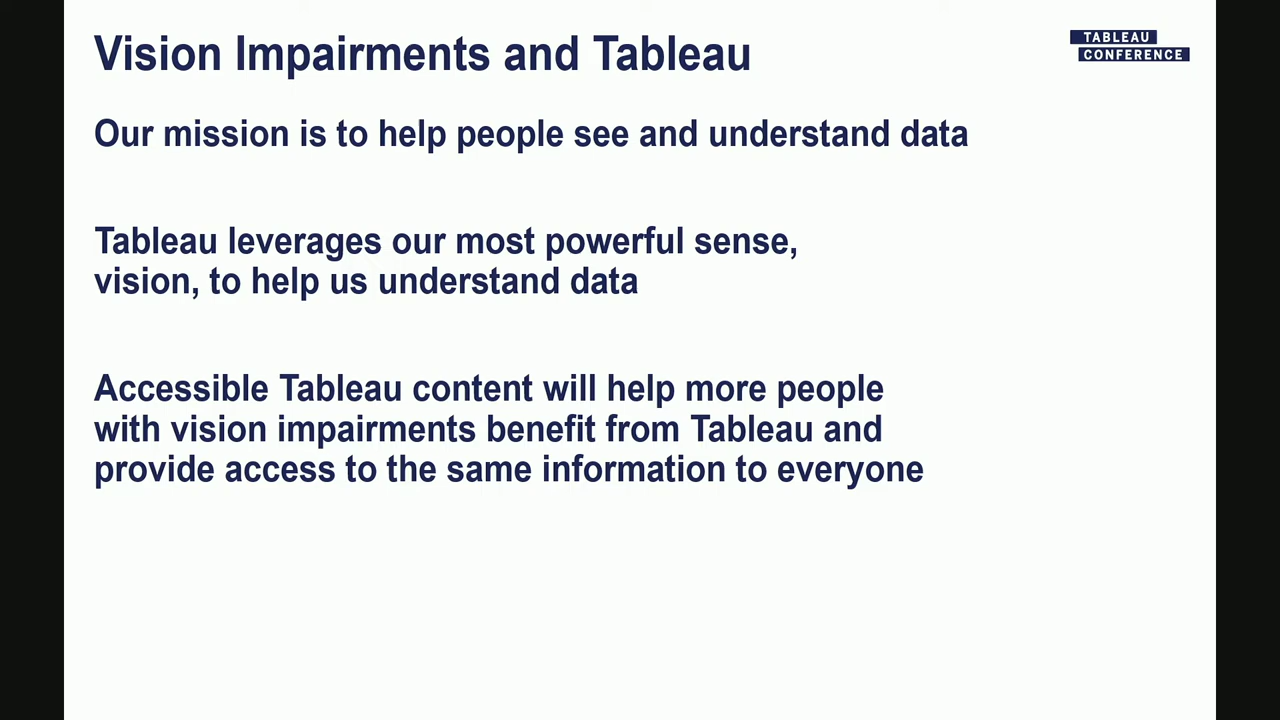 Vision Impairments and Tableau
TABLEAU
CONFERENCE
Our mission is to help people see and understand data
Tableau leverages our most powerful sense,
vision, to help us understand data
Accessible Tableau content will help more people
with vision impairments benefit from Tableau and
provide access to the same information to everyone